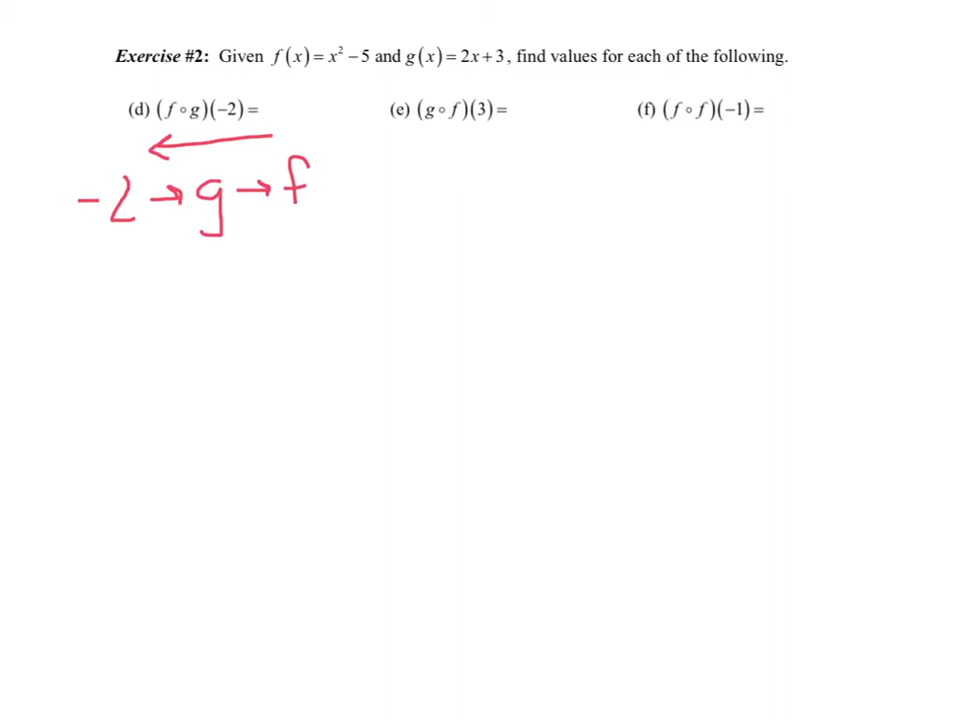 Exercise #2: Given f(x) = x² − 5 and g(x) = 2x + 3, find values for each of the following.
(d) (f ∘ g)(−2) = (e) (g ∘ f)(3) = (f) (f ∘ f)(−1) =
-2 → g → f